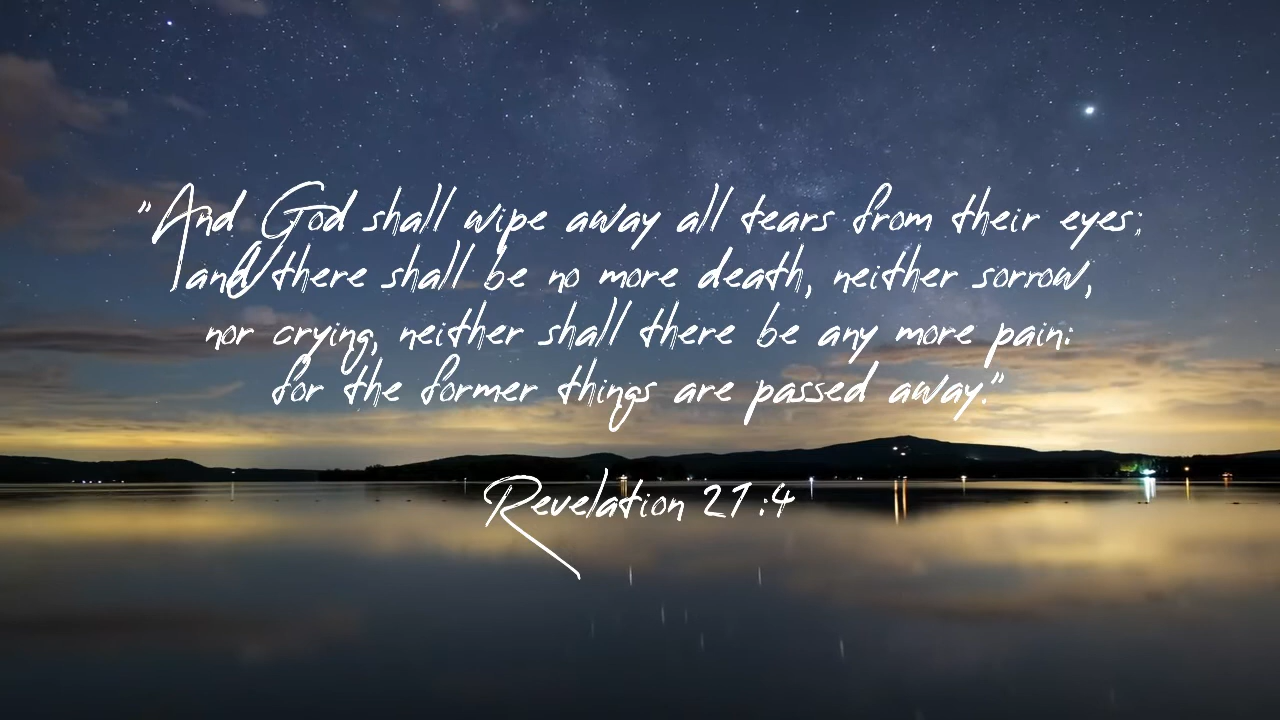 "And God shall wipe away all tears from their eyes;
and there shall be no more death, neither sorrow,
nor crying, neither shall there be any more pain:
for the former things are passed away."
Revelation 21:4